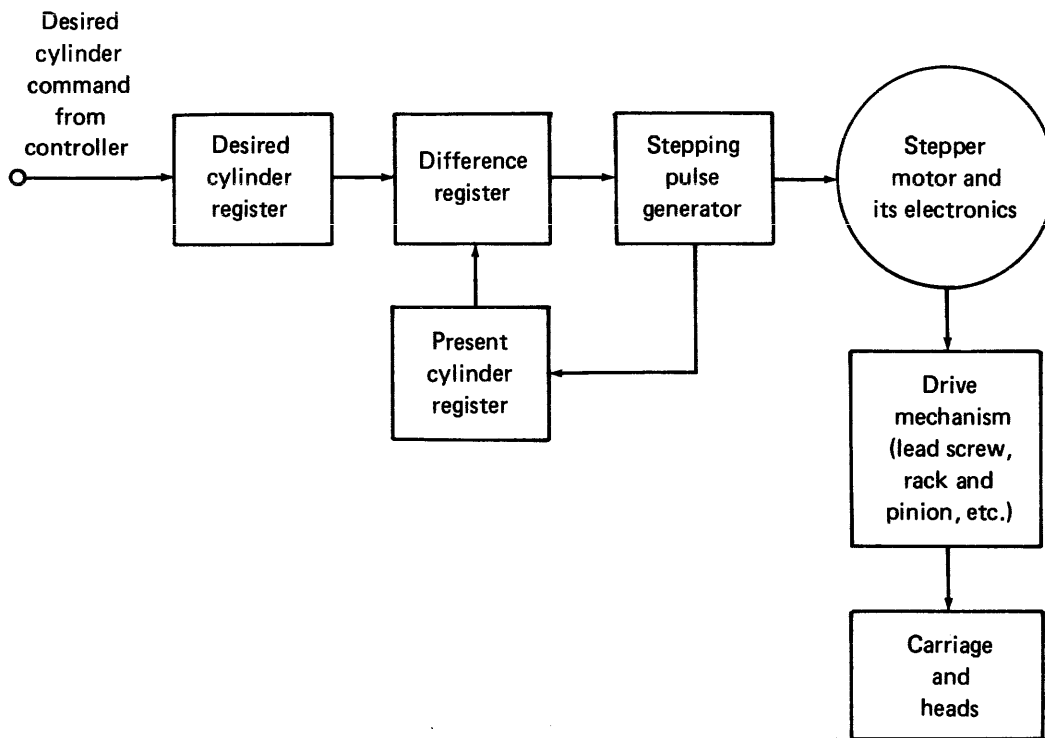 Desired
cylinder
command
from
controller
Desired
cylinder
register
Difference
register
Stepping
pulse
generator
Stepper
motor and
its electronics
Present
cylinder
register
Drive
mechanism
(lead screw,
rack and
pinion, etc.)
Carriage
and
heads